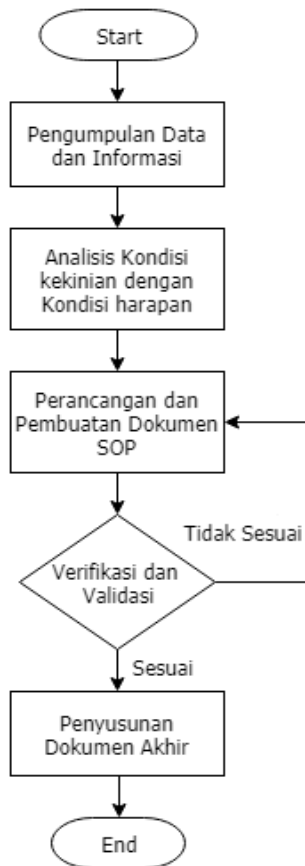 Start
Pengumpulan Data
dan Informasi
Analisis Kondisi
kekinian dengan
Kondisi harapan
Perancangan dan
Pembuatan Dokumen
SOP
Tidak Sesuai
Verifikasi dan
Validasi
Sesuai
Penyusunan
Dokumen Akhir
End